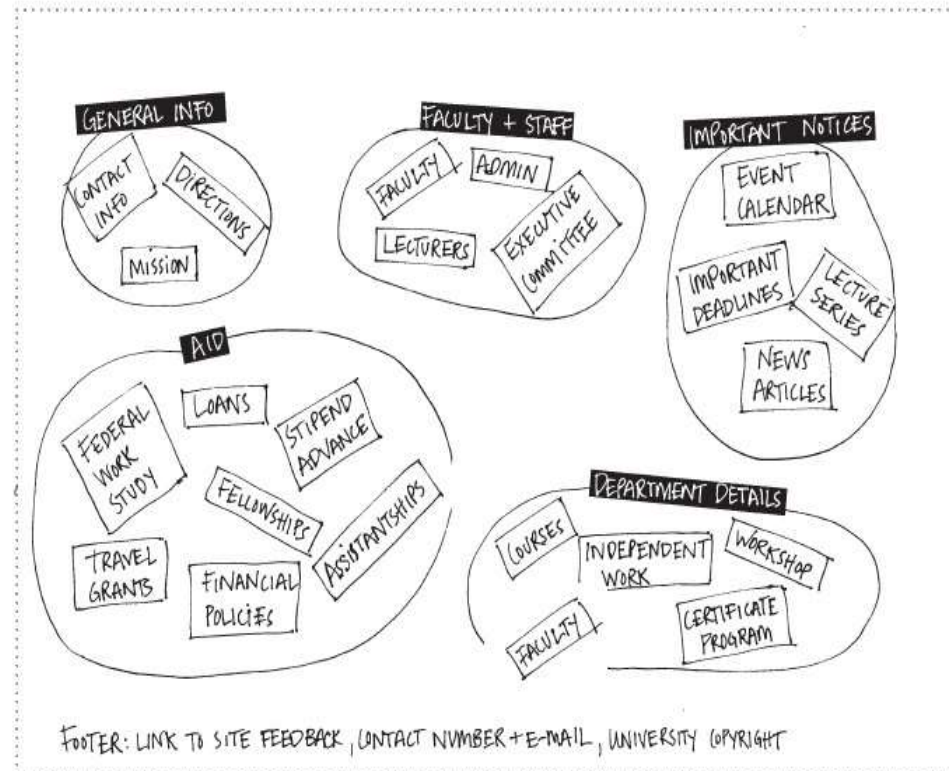 GENERAL INFO
CONTACT
INFO
DIRECTIONS
MISSION
FACULTY + STAFF
FACULTY
ADMIN
LECTURERS
EXECUTIVE
COMMITTEE
IMPORTANT NOTICES
EVENT
CALENDAR
IMPORTANT
DEADLINES
LECTURE
SERIES
NEWS
ARTICLES
AID
FEDERAL
WORK
STUDY
LOANS
STIPEND
ADVANCE
FELLOWSHIPS
ASSISTANTSHIPS
TRAVEL
GRANTS
FINANCIAL
POLICIES
DEPARTMENT DETAILS
COURSES
INDEPENDENT
WORK
WORKSHOP
FACULTY
CERTIFICATE
PROGRAM
FOOTER: LINK TO SITE FEEDBACK, CONTACT NUMBER + E-MAIL, UNIVERSITY COPYRIGHT